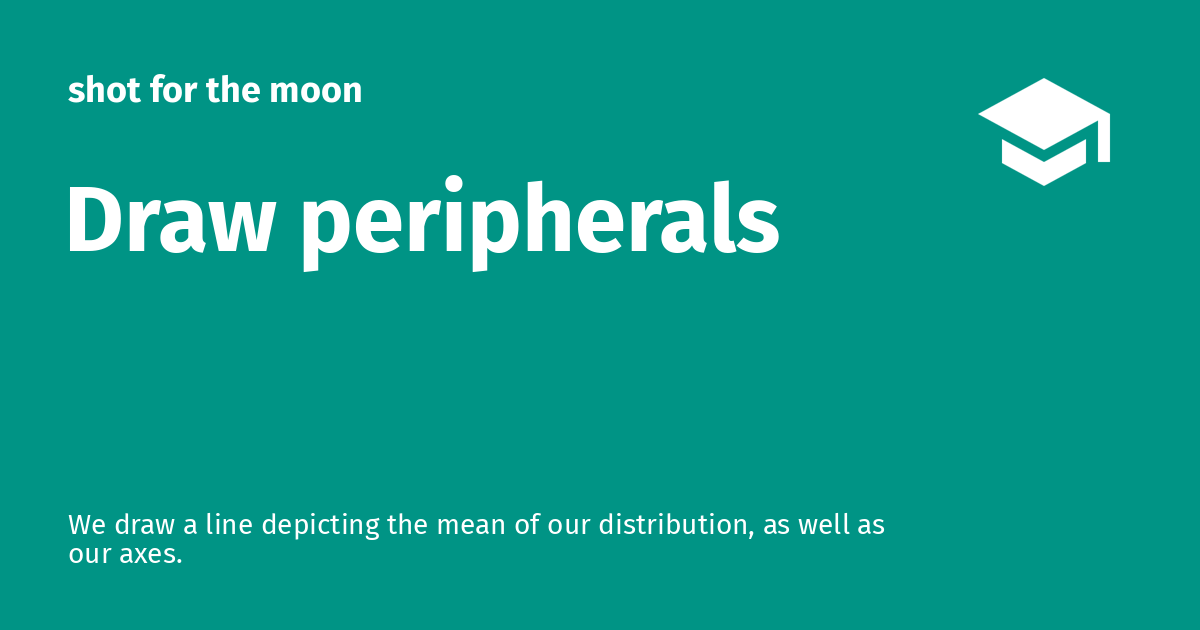 shot for the moon
Draw peripherals
We draw a line depicting the mean of our distribution, as well as
our axes.